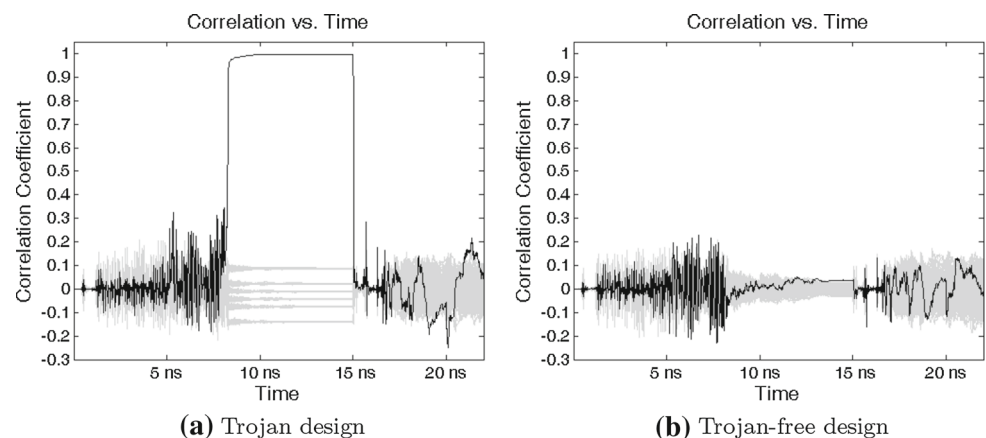 Correlation vs. Time
Correlation Coefficient
1
0.9
0.8
0.7
0.6
0.5
0.4
0.3
0.2
0.1
0
-0.1
-0.2
-0.3
5 ns
10 ns
15 ns
20 ns
Time
(a) Trojan design
Correlation vs. Time
Correlation Coefficient
1
0.9
0.8
0.7
0.6
0.5
0.4
0.3
0.2
0.1
0
-0.1
-0.2
-0.3
5 ns
10 ns
15 ns
20 ns
Time
(b) Trojan-free design